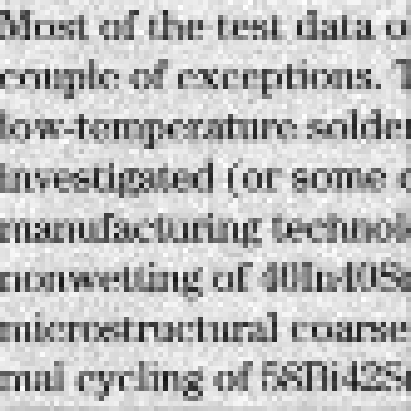 Most of the test data o
couple of exceptions. T
low-temperature solder
investigated (or some o
manufacturing technol
nonwetting of 40In40S
microstructural coarse
mal cycling of 58Bi42S